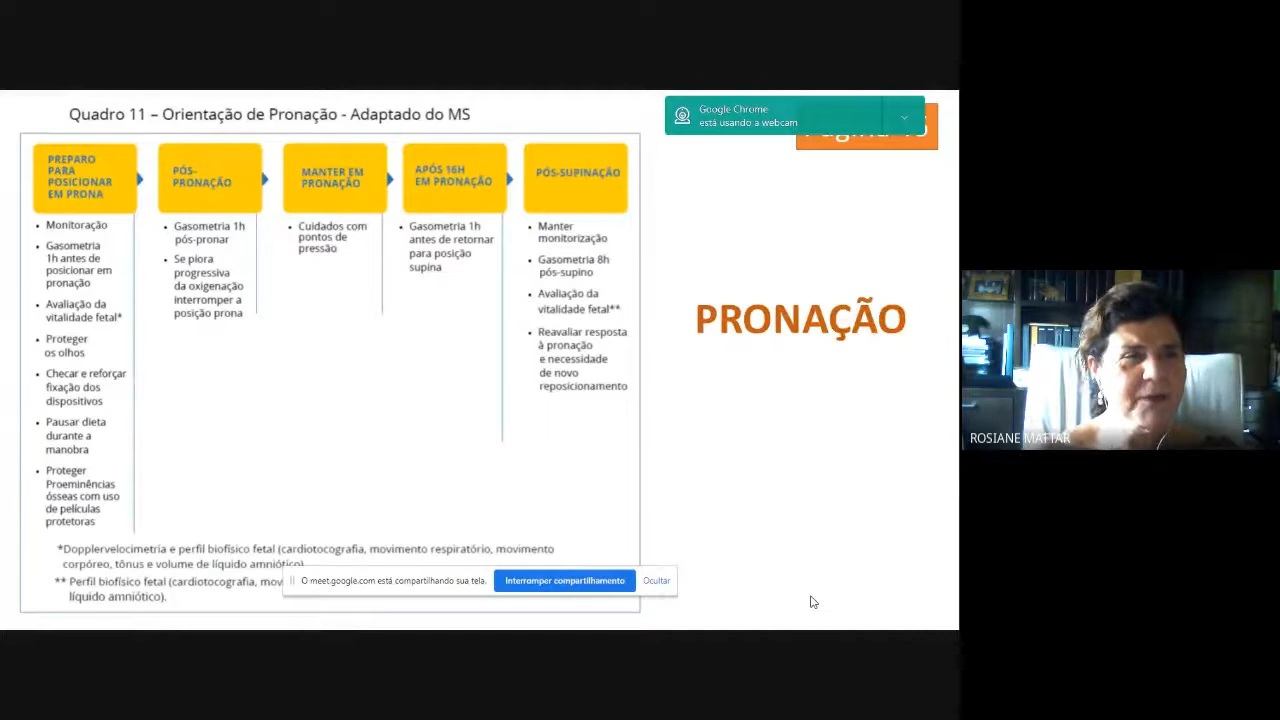 Quadro 11 – Orientação de Pronação - Adaptado do MS
PREPARO
PARA
POSICIONAR
EM PRONA
• Monitoração
• Gasometria
1h antes de
posicionar em
pronação
• Avaliação da
vitalidade fetal*
• Proteger
os olhos
• Checar e reforçar
fixação dos
dispositivos
• Pausar dieta
durante a
manobra
• Proteger
Proeminências
ósseas com uso
de películas
protetoras
PÓS-
PRONAÇÃO
• Gasometria 1h
pós-pronar
• Se piora
progressiva
da oxigenação
interromper a
posição prona
MANTER EM
PRONAÇÃO
• Cuidados com
pontos de
pressão
APÓS 16H
EM PRONAÇÃO
• Gasometria 1h
antes de retornar
para posição
supina
PÓS-SUPINAÇÃO
• Manter
monitorização
• Gasometria 8h
pós-supino
• Avaliação da
vitalidade fetal**
• Reavaliar resposta
à pronação
e necessidade
de novo
reposicionamento
*Dopplervelocimetria e perfil biofísico fetal (cardiotocografia, movimento respiratório, movimento
corpóreo, tônus e volume de líquido amniótico).
** Perfil biofísico fetal (cardiotocografia,
líquido amniótico).
O meet.google.com está compartilhando sua tela.
Interromper compartilhamento
Ocultar
Google Chrome
está usando a webcam
PRONAÇÃO
ROSIANE MATTAR